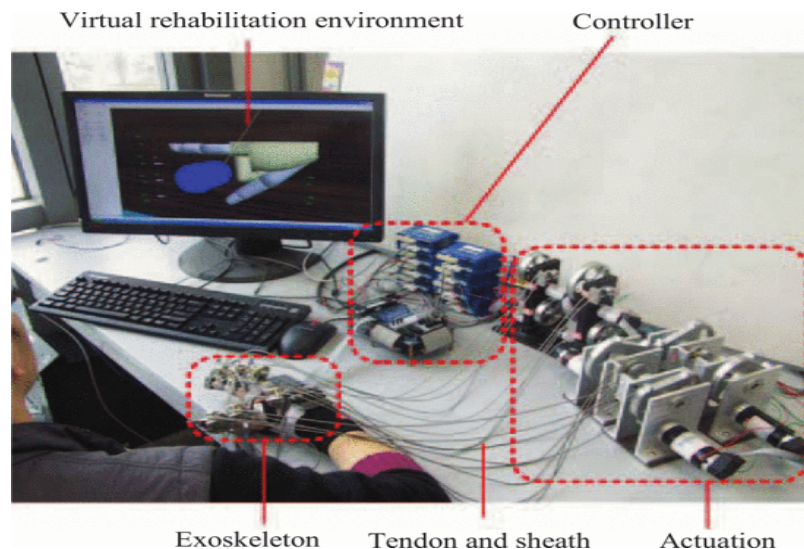 Virtual rehabilitation environment
Controller
Exoskeleton
Tendon and sheath
Actuation